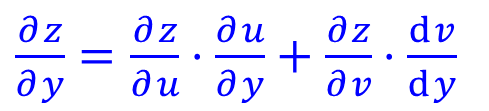 ∂z/∂y = ∂z/∂u · ∂u/∂y + ∂z/∂v · dv/dy